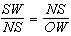 SW/NS = NS/OW